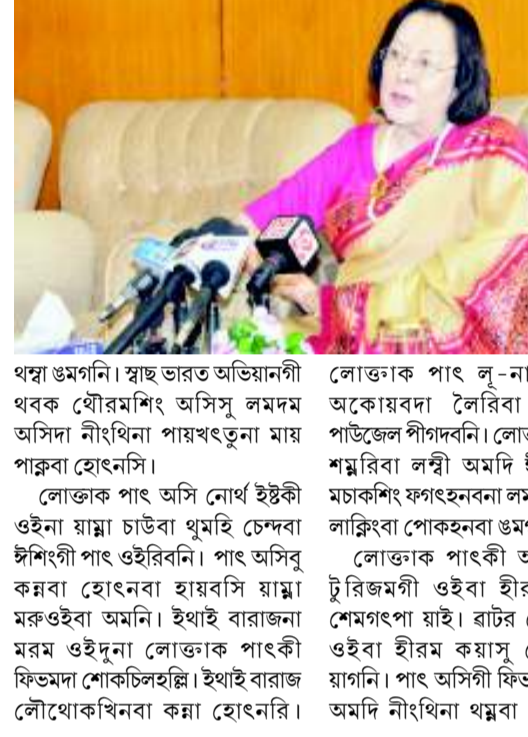 থম্বা ঙমগনি। স্বাছ ভারত অভিয়ানগী
থবক থৌরমশিং অসিসু লমদম
অসিদা নীংথিনা পায়খৎতুনা মায়
পাক্নবা হোৎনসি।
লোক্তাক পাৎ অসি নোর্থ ইষ্টকী
ওইনা য়াম্না চাউবা থুমহি চেন্দবা
ঈশিংগী পাৎ ওইরিবনি। পাৎ অসিবু
কন্নবা হোৎনবা হায়বসি য়াম্না
মরুওইবা অমনি। ইথাই বারাজনা
মরম ওইদুনা লোক্তাক পাৎকী
ফিভমদা শোকচিলহল্লি। ইথাই বারাজ
লৌথোকখিনবা কন্না হোৎনরি।
লোক্তাক পাৎ লূ-না
অকোয়বদা লৈরিবা
পাউজেল পীগদবনি। লোক
শম্নরিবা লম্বী অমদি
মচাকশিং ফগৎহনবনা লম
লাক্লিংবা পোকহনবা ঙম
লোক্তাক পাৎকী অ
টুরিজমগী ওইবা হীর
শেমগৎপা য়াই। ৱাটর
ওইবা হীরম কয়াসু
য়াগনি। পাৎ অসিগী ফিভ
অমদি নীংথিনা থম্নবা